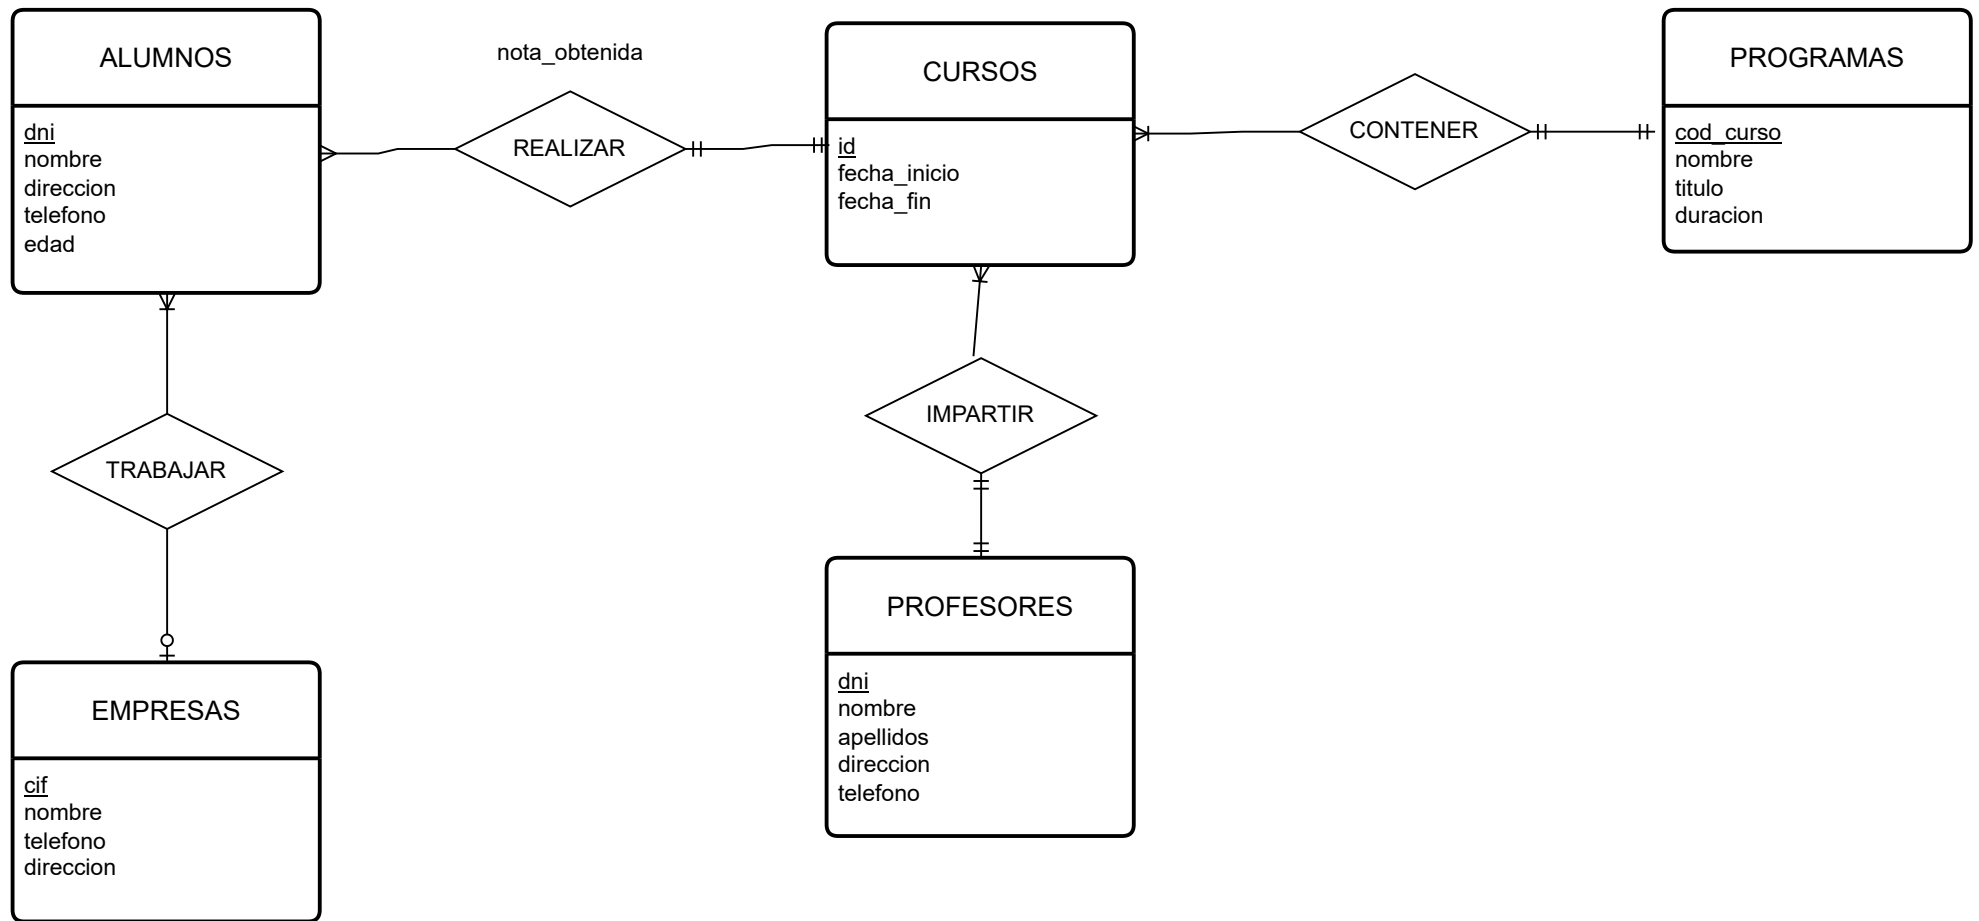 ALUMNOS
dni
nombre
direccion
telefono
edad
nota_obtenida
REALIZAR
CURSOS
id
fecha_inicio
fecha_fin
CONTENER
PROGRAMAS
cod_curso
nombre
titulo
duracion
TRABAJAR
IMPARTIR
EMPRESAS
cif
nombre
telefono
direccion
PROFESORES
dni
nombre
apellidos
direccion
telefono